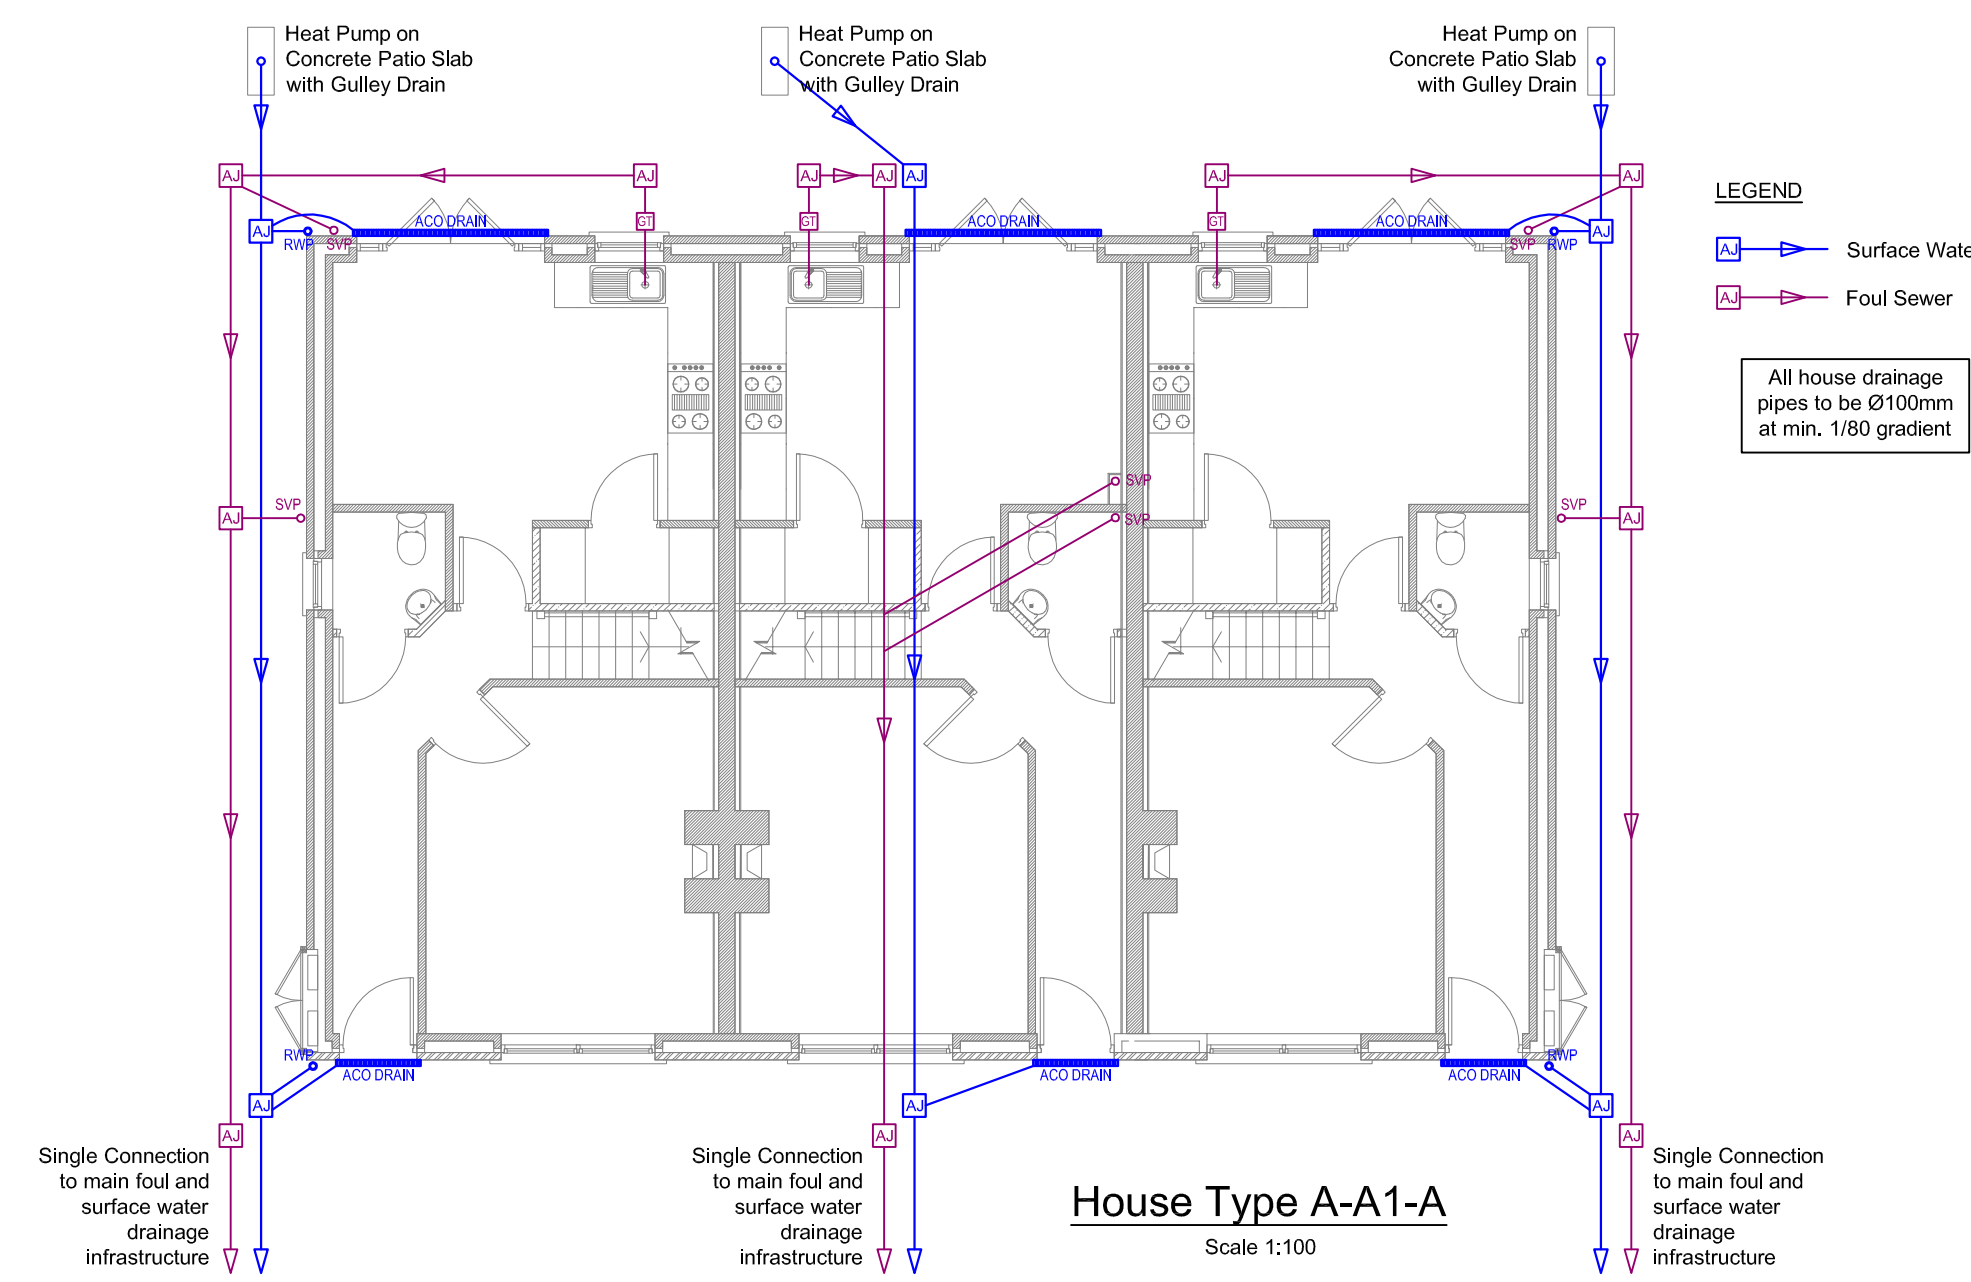 Heat Pump on
Concrete Patio Slab
with Gulley Drain
Heat Pump on
Concrete Patio Slab
with Gulley Drain
Heat Pump on
Concrete Patio Slab
with Gulley Drain
AJ
AJ
AJ
AJ
AJ
AJ
AJ
LEGEND
AJ
RWP
SVP
ACO DRAIN
GT
GT
ACO DRAIN
GT
ACO DRAIN
SVP
RWP
AJ
AJ
Surface Wate
AJ
Foul Sewer
All house drainage
pipes to be Ø100mm
at min. 1/80 gradient
SVP
AJ
SVP
SVP
SVP
AJ
RWP
ACO DRAIN
ACO DRAIN
ACO DRAIN
RWP
AJ
AJ
AJ
AJ
AJ
AJ
Single Connection
to main foul and
surface water
drainage
infrastructure
Single Connection
to main foul and
surface water
drainage
infrastructure
Single Connection
to main foul and
surface water
drainage
infrastructure
House Type A-A1-A
Scale 1:100